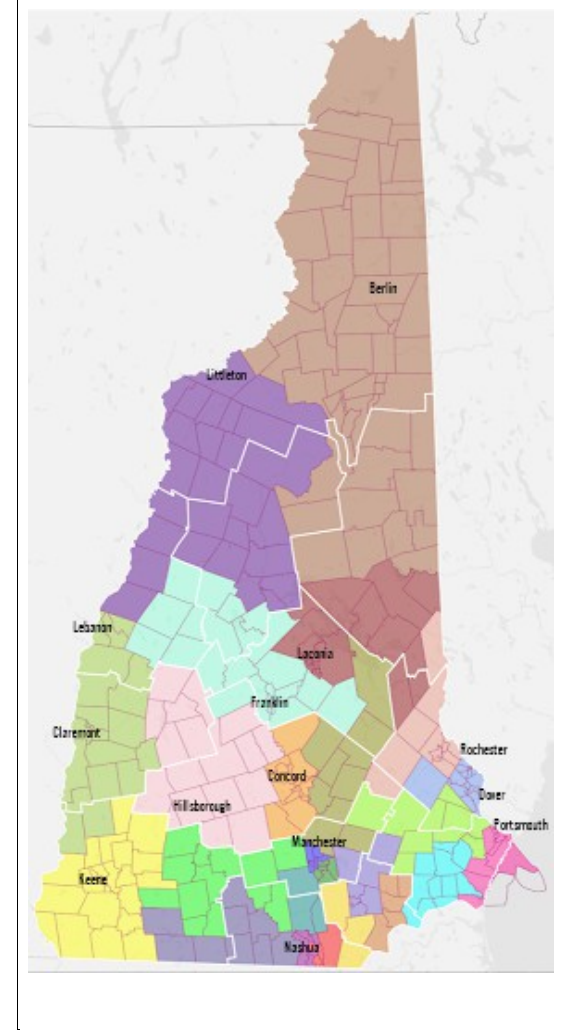 Berlin
Littleton
Lebanon
Laconia
Franklin
Claremont
Rochester
Concord
Dover
Hillsborough
Portsmouth
Manchester
Keene
Nashua